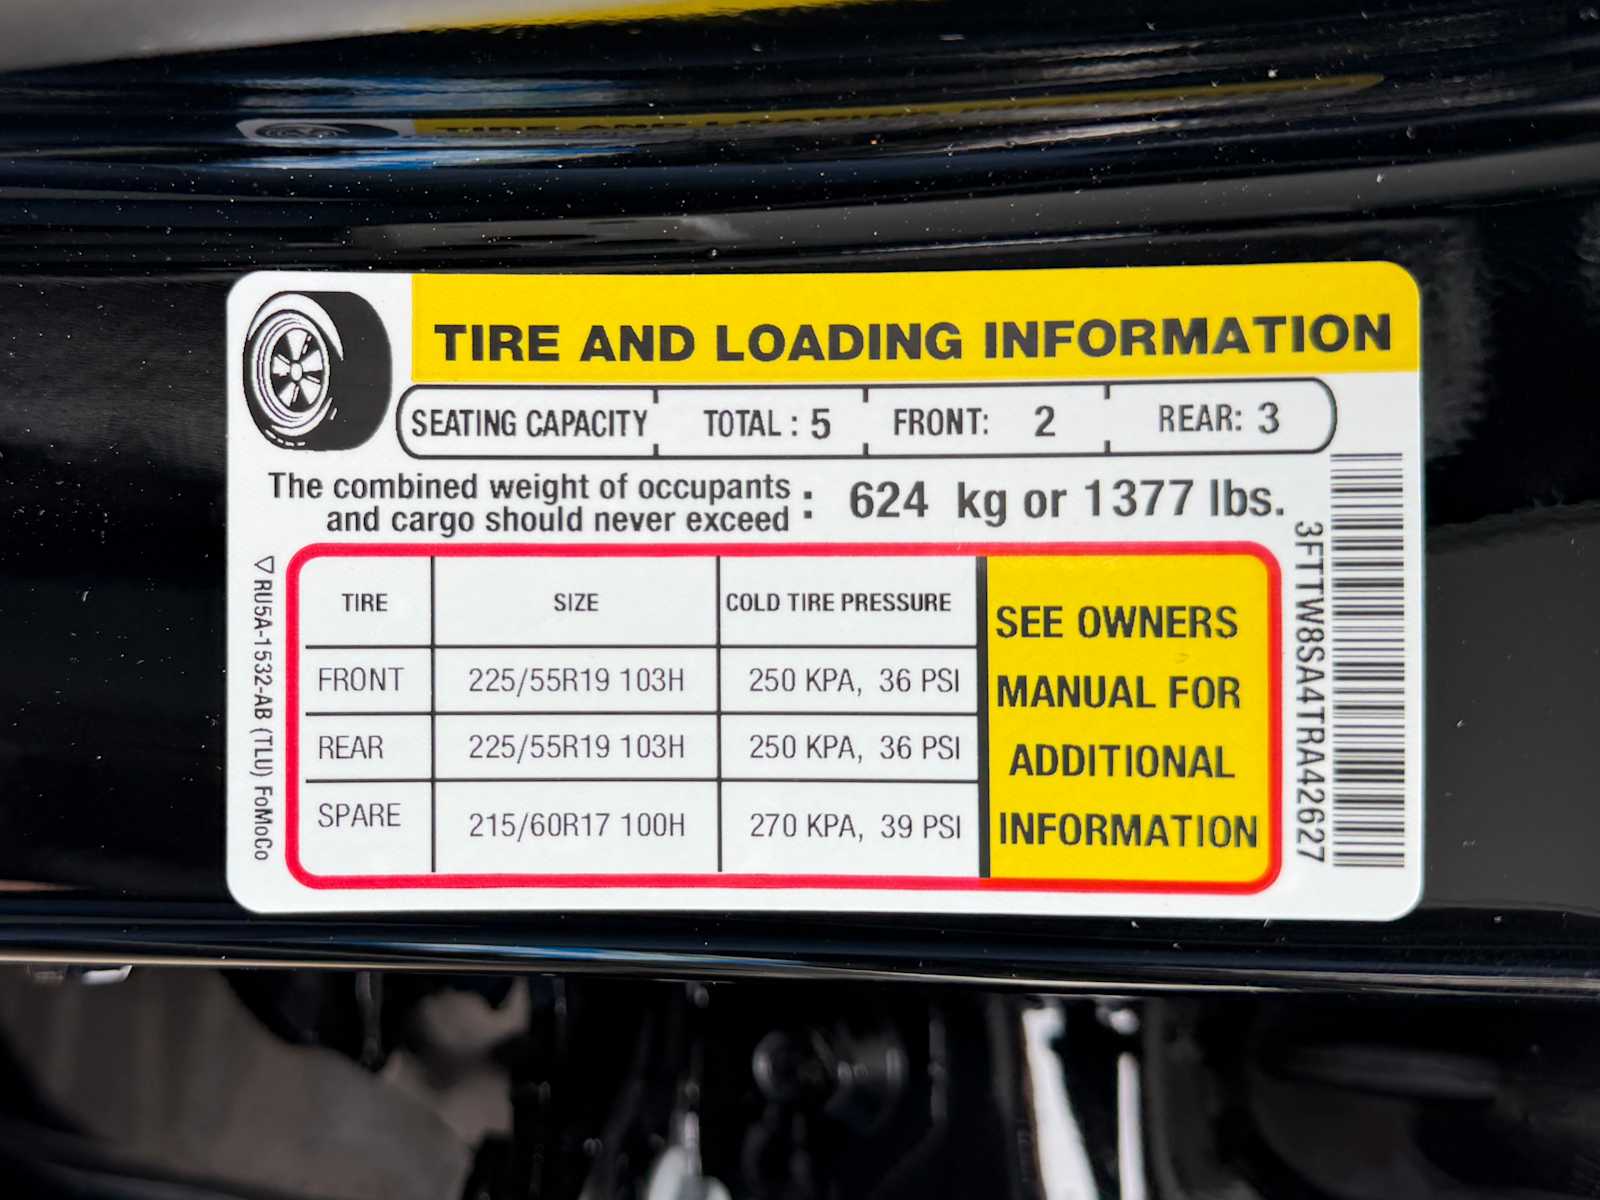 TIRE AND LOADING INFORMATION
SEATING CAPACITY TOTAL : 5 FRONT: 2 REAR: 3
The combined weight of occupants
and cargo should never exceed : 624 kg or 1377 lbs.
TIRE SIZE COLD TIRE PRESSURE
FRONT 225/55R19 103H 250 KPA, 36 PSI
REAR 225/55R19 103H 250 KPA, 36 PSI
SPARE 215/60R17 100H 270 KPA, 39 PSI
SEE OWNERS
MANUAL FOR
ADDITIONAL
INFORMATION
RU5A-1532-AB (TLU) FoMoCo
3FTTW8SA4TRA42627